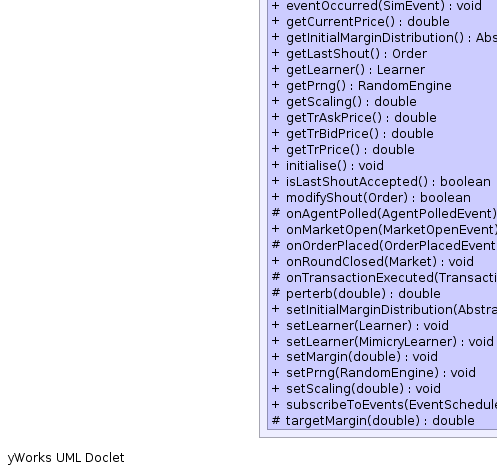 + eventOccurred(SimEvent) : void
+ getCurrentPrice() : double
+ getInitialMarginDistribution() : Abs
+ getLastShout() : Order
+ getLearner() : Learner
+ getPrng() : RandomEngine
+ getScaling() : double
+ getTrAskPrice() : double
+ getTrBidPrice() : double
+ getTrPrice() : double
+ initialise() : void
+ isLastShoutAccepted() : boolean
+ modifyShout(Order) : boolean
# onAgentPolled(AgentPolledEvent)
+ onMarketOpen(MarketOpenEvent)
# onOrderPlaced(OrderPlacedEvent
+ onRoundClosed(Market) : void
# onTransactionExecuted(Transacti
# perterb(double) : double
+ setInitialMarginDistribution(Abstra
+ setLearner(Learner) : void
+ setLearner(MimicryLearner) : void
+ setMargin(double) : void
+ setPrng(RandomEngine) : void
+ setScaling(double) : void
+ subscribeToEvents(EventSchedule
# targetMargin(double) : double
yWorks UML Doclet